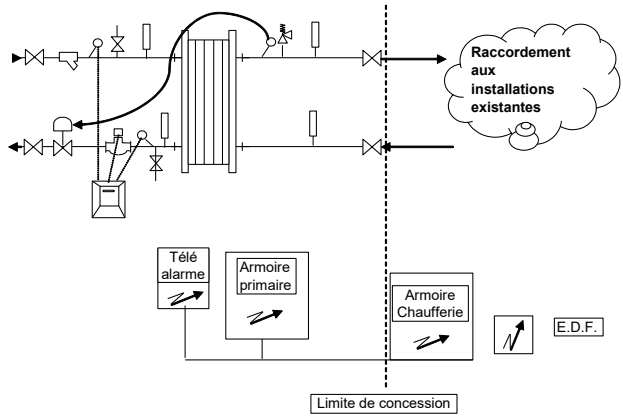 Raccordement
aux
installations
existantes
Télé
alarme
Armoire
primaire
Armoire
Chaufferie
E.D.F.
Limite de concession